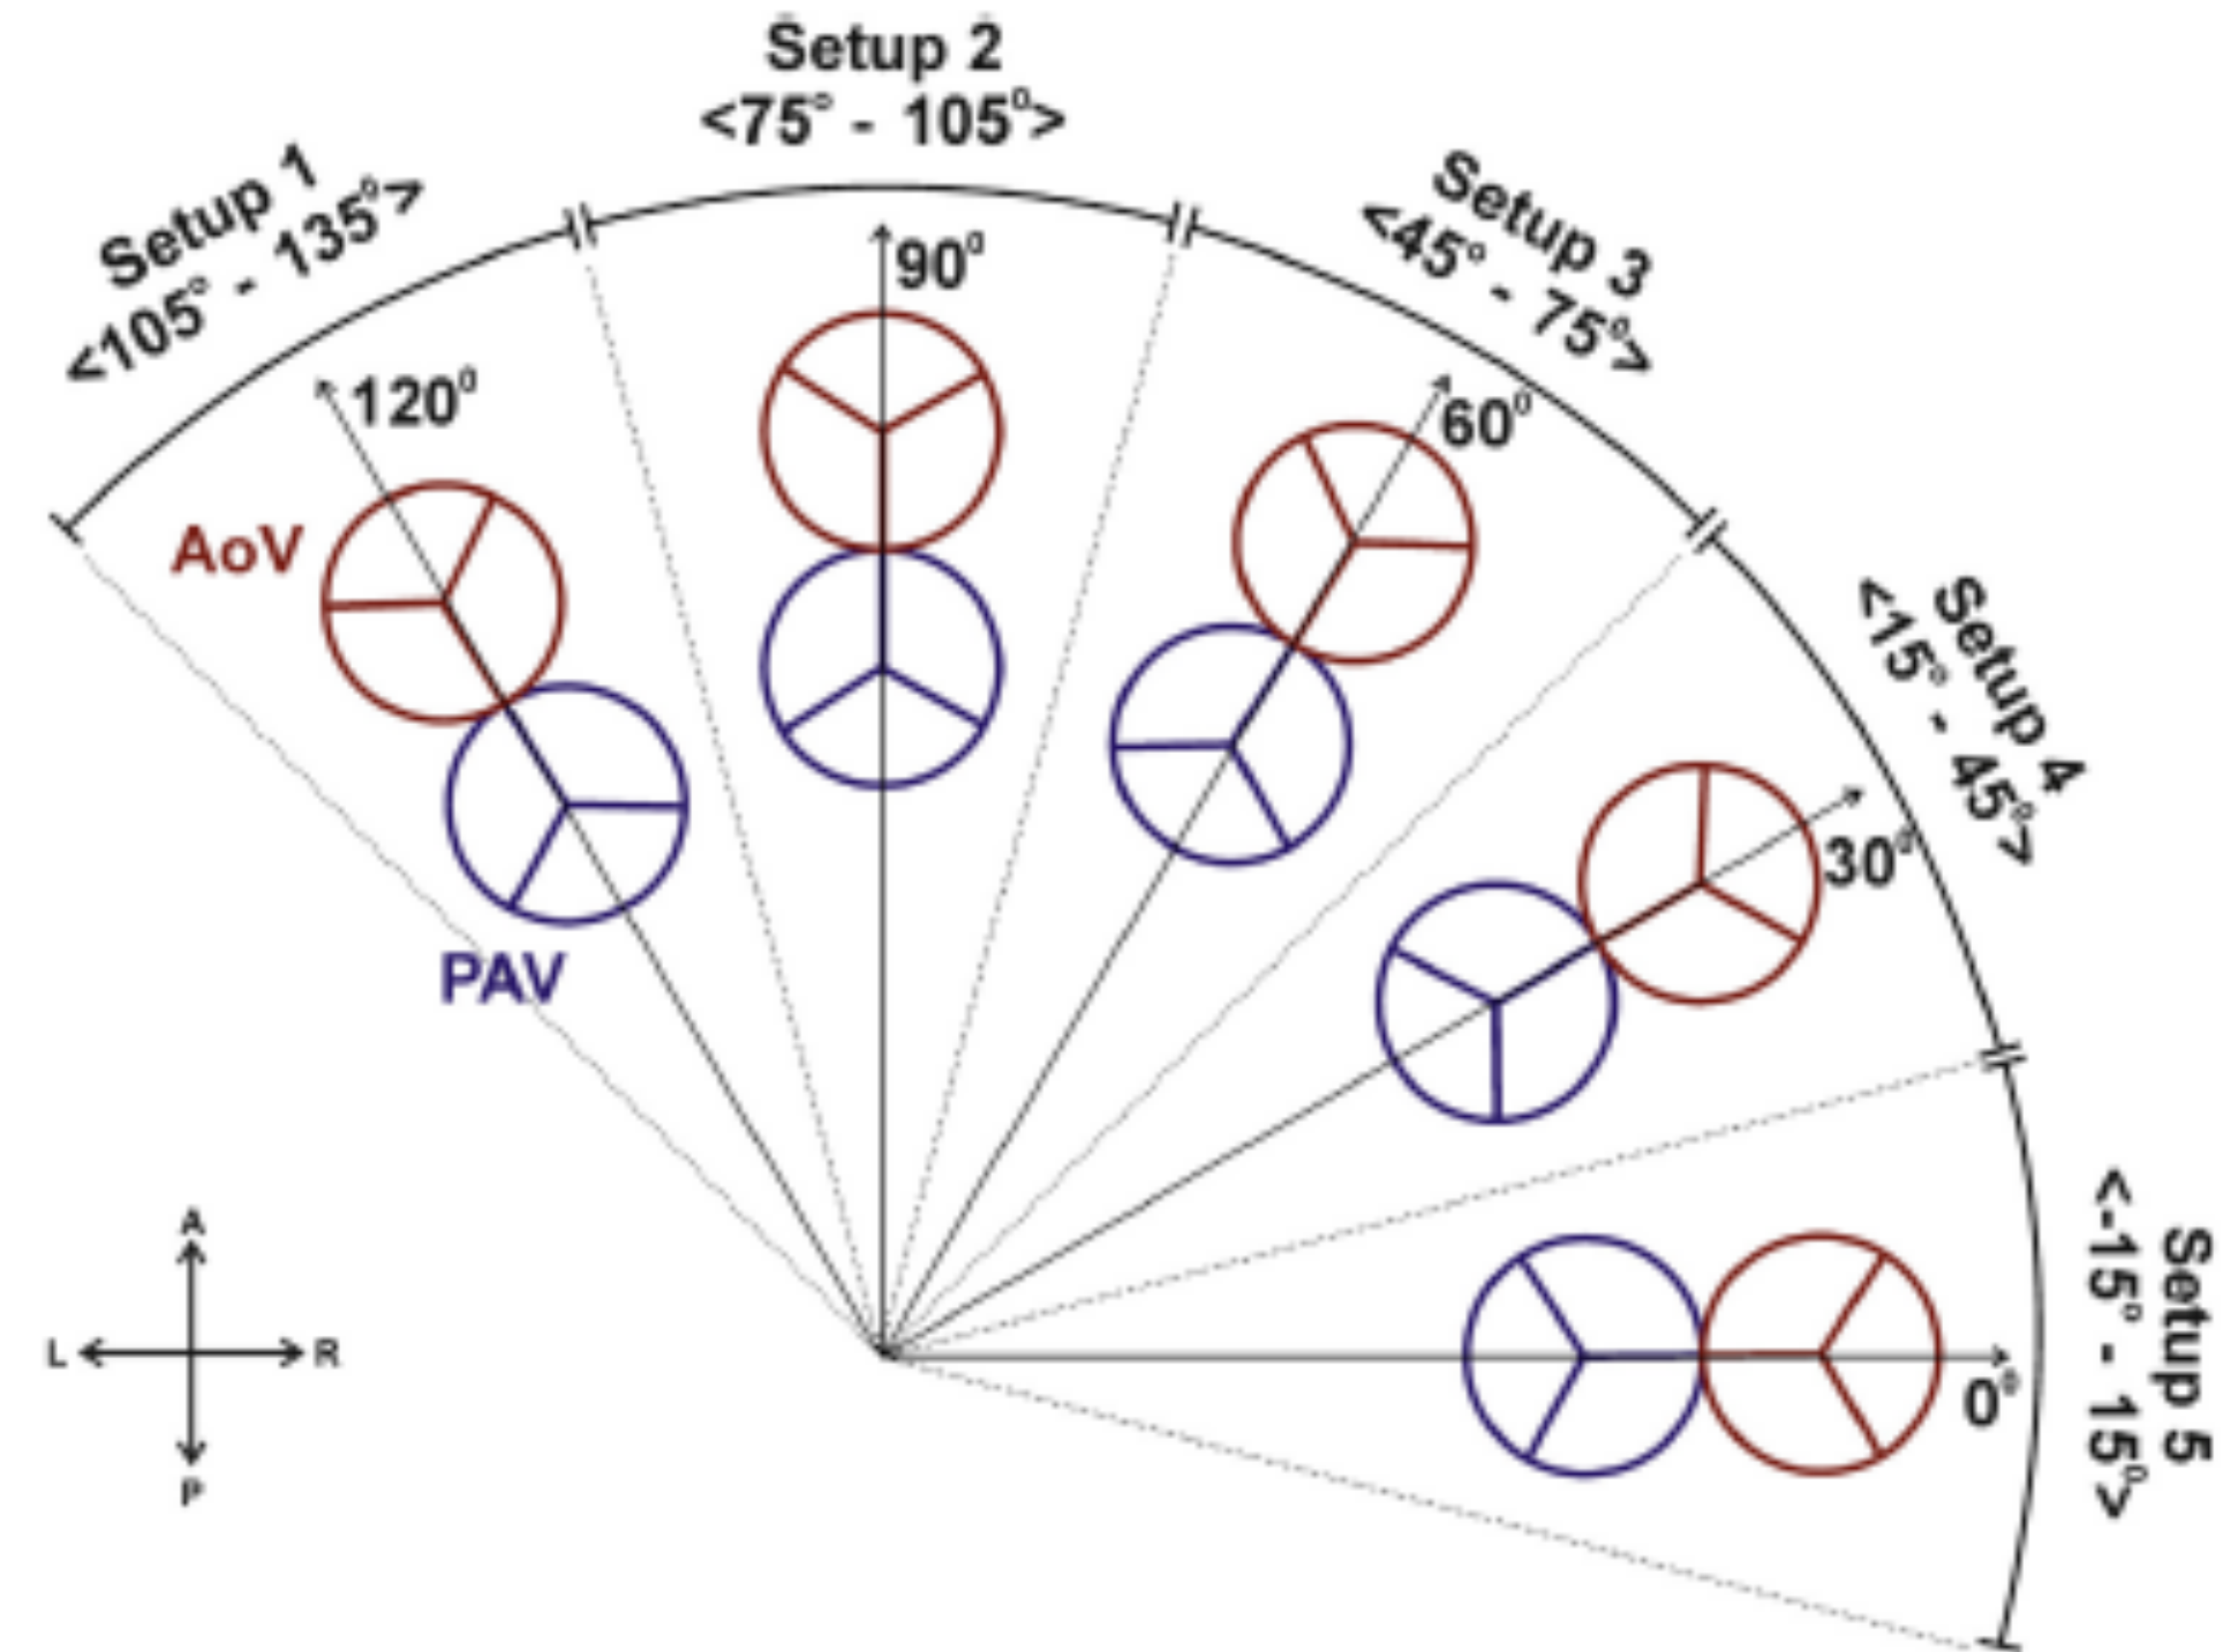 Setup 1
<105° - 135°>
Setup 2
<75° - 105°>
Setup 3
<45° - 75°>
Setup 4
<15° - 45°>
Setup 5
<-15° - 15°>
120°
90°
60°
30°
0°
AoV
PAV
A
L
R
P